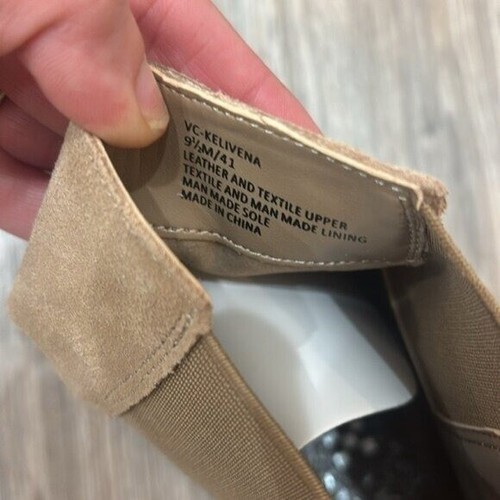 VC-KELIVENA
9½M/41
LEATHER AND TEXTILE UPPER
TEXTILE AND MAN MADE LINING
MAN MADE SOLE
MADE IN CHINA